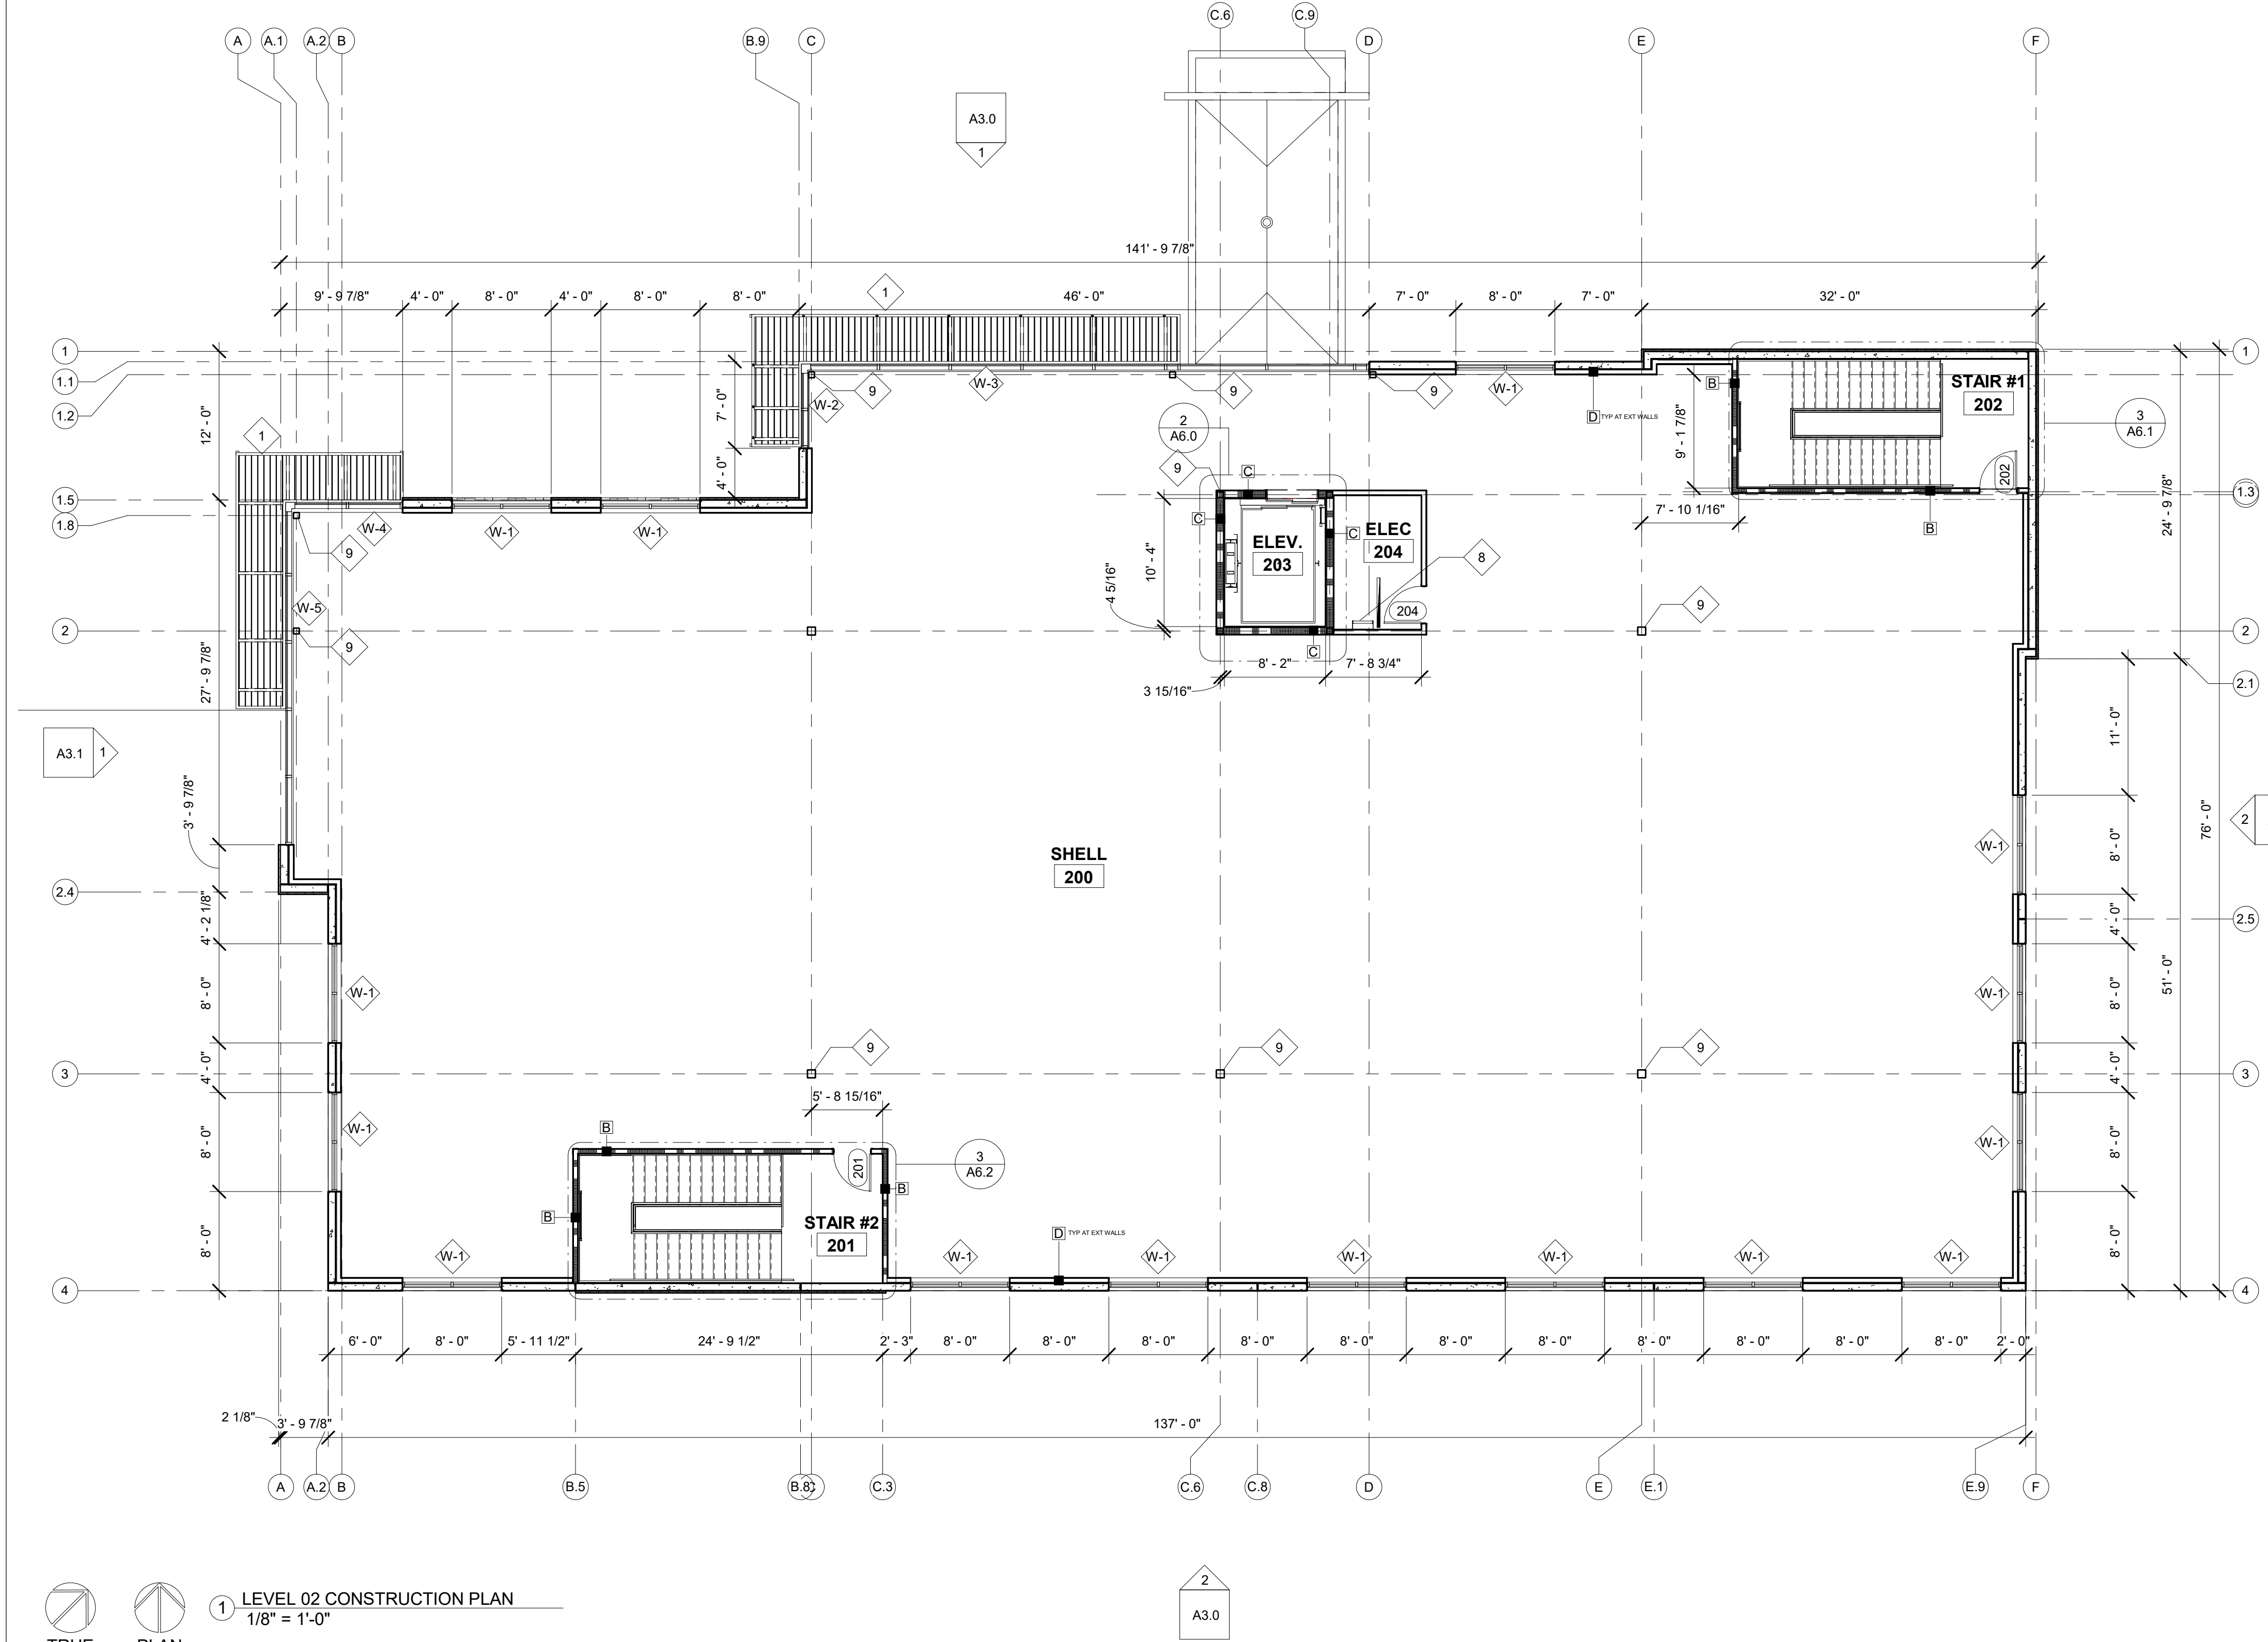 C.6
C.9
A
A.1
A.2
B
B.9
C
D
E
F
A3.0
1
141' - 9 7/8"
9' - 9 7/8"
4' - 0"
8' - 0"
4' - 0"
8' - 0"
8' - 0"
1
46' - 0"
7' - 0"
8' - 0"
7' - 0"
32' - 0"
1
1.1
1.2
1
12' - 0"
7' - 0"
4' - 0"
W-2
9
W-3
9
9
W-1
D TYP AT EXT WALLS
B
STAIR #1
202
202
3
A6.1
1
9' - 1 7/8"
2
A6.0
9
C
C
C
1.5
1.8
W-4
9
W-1
W-1
ELEV.
203
ELEC
204
8
204
7' - 10 1/16"
B
1.3
24' - 9 7/8"
10' - 4"
4 5/16"
W-5
9
2
9
2
C
8' - 2"
7' - 8 3/4"
3 15/16"
2.1
27' - 9 7/8"
A3.1
1
3' - 9 7/8"
11' - 0"
76' - 0"
2
W-1
8' - 0"
SHELL
200
2.4
4' - 2 1/8"
4' - 0"
2.5
51' - 0"
8' - 0"
W-1
W-1
8' - 0"
9
9
9
3
4' - 0"
4' - 0"
3
5' - 8 15/16"
W-1
8' - 0"
B
201
3
A6.2
W-1
8' - 0"
B
B
STAIR #2
201
8' - 0"
W-1
D TYP AT EXT WALLS
W-1
W-1
W-1
W-1
W-1
W-1
8' - 0"
4
4
6' - 0"
8' - 0"
5' - 11 1/2"
24' - 9 1/2"
2' - 3"
8' - 0"
8' - 0"
8' - 0"
8' - 0"
8' - 0"
8' - 0"
8' - 0"
8' - 0"
8' - 0"
8' - 0"
8' - 0"
2' - 0"
2 1/8"
3' - 9 7/8"
137' - 0"
A
A.2
B
B.5
B.8
C.3
C.6
C.8
D
E
E.1
E.9
F
2
A3.0
1
LEVEL 02 CONSTRUCTION PLAN
1/8" = 1'-0"
TRUE
PLAN